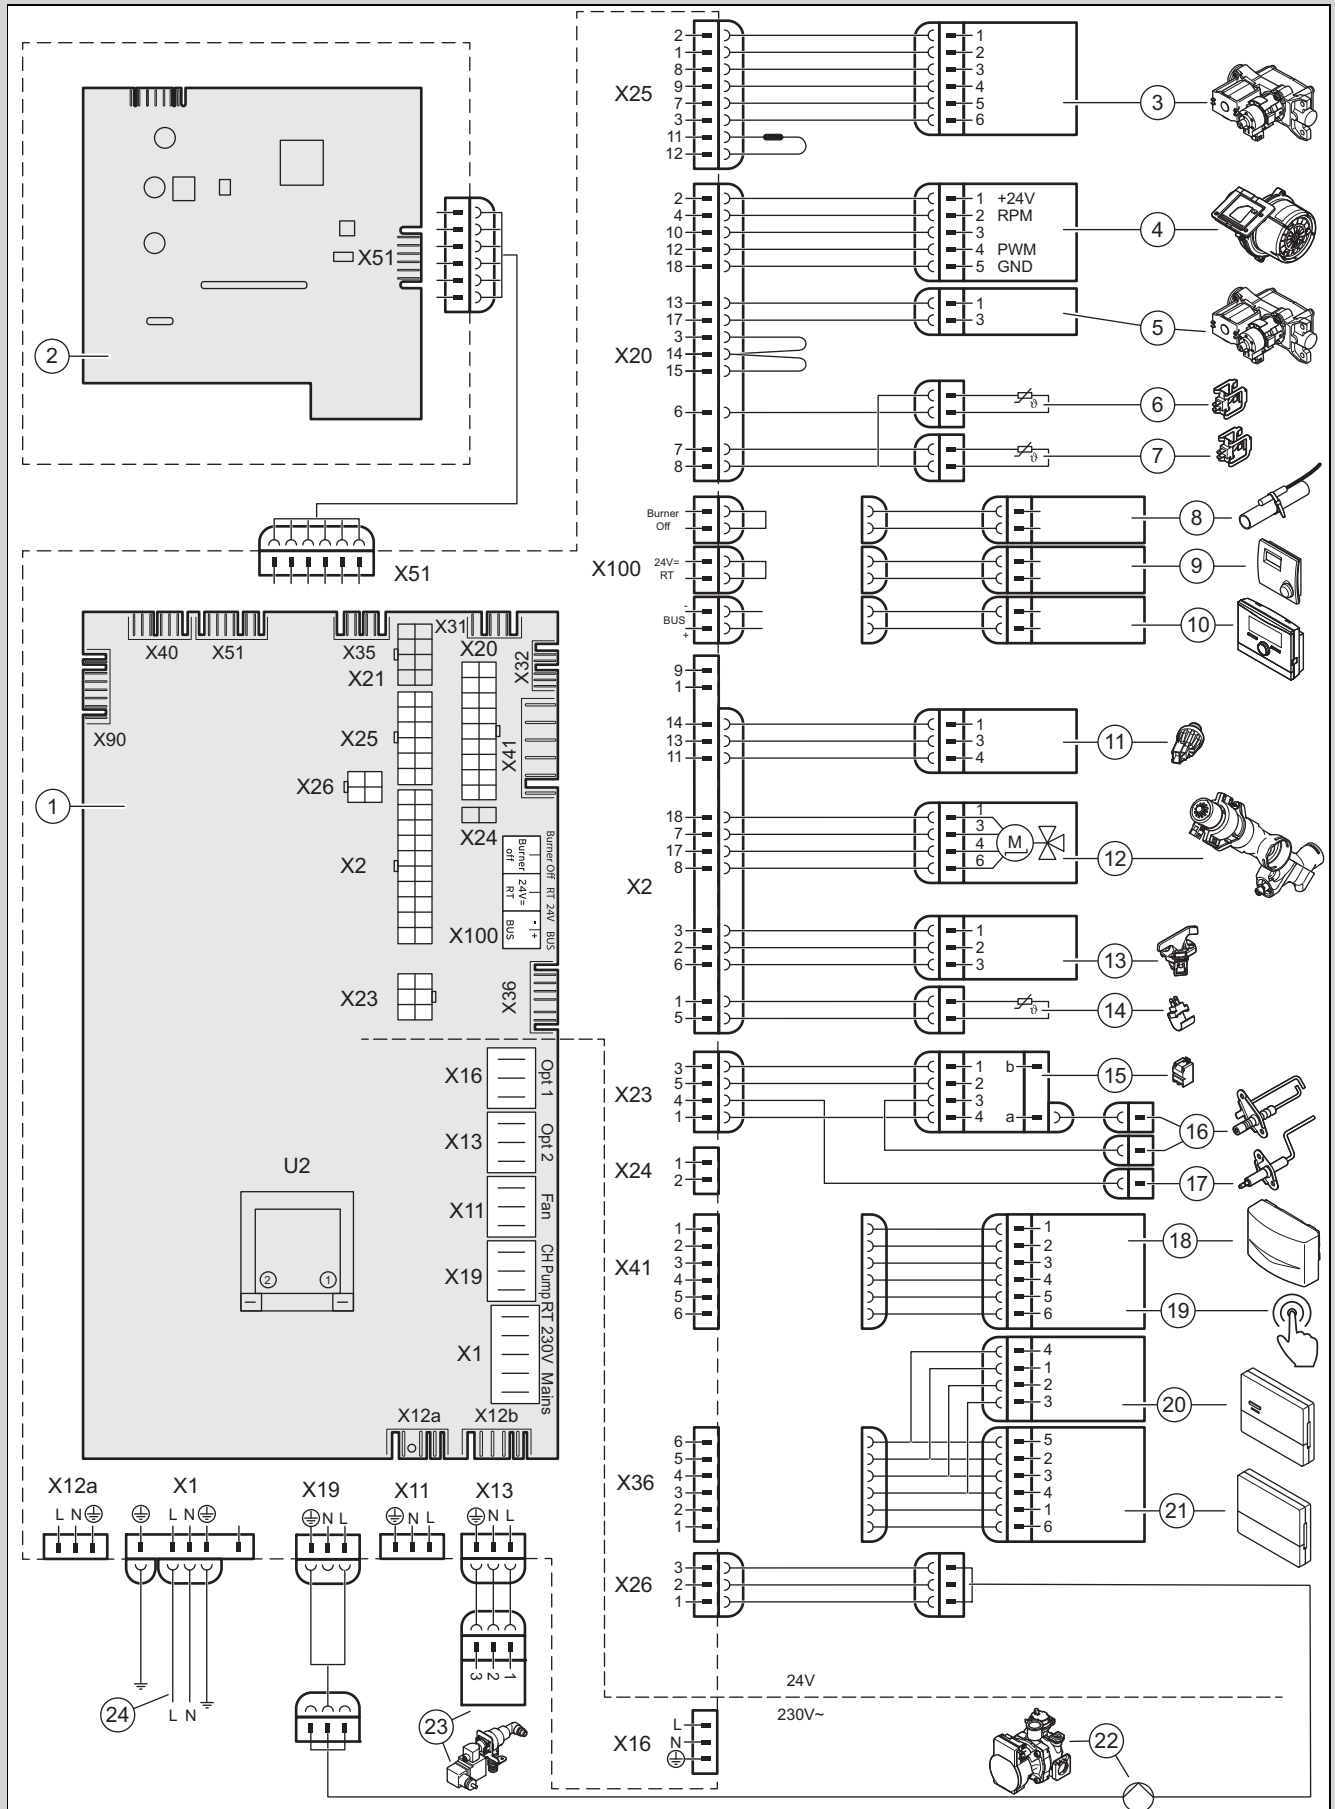 X25
2
1
8
9
7
3
11
12
1
2
3
4
5
6
3
X51
2
X20
2
4
10
12
18
13
17
3
14
15
6
7
8
1 +24V
2 RPM
3
4 PWM
5 GND
4
1
3
5
ϑ
6
ϑ
7
X51
X100
Burner
Off
24V=
RT
-
BUS
+
8
9
10
X40
X51
X35
X31
X21
X20
X32
X90
X25
X41
X26
X24
X2
X100
Burner
off
24V=
RT
BUS
- +
Burner Off RT 24V BUS
X23
X36
1
X16
Opt 1
X13
Opt 2
X11
Fan
X19
CH Pump
X1
RT 230V Mains
U2
2
1
X12a
X12b
X2
9
1
14
13
11
18
7
17
8
3
2
6
1
5
1
3
4
11
1
3
4
6
M
12
1
2
3
13
ϑ
14
X23
3
5
4
1
1
2
3
4
b
a
15
16
17
X24
1
2
X41
1
2
3
4
5
6
1
2
3
4
5
6
18
19
4
1
2
3
20
X36
6
5
4
3
2
1
5
2
3
4
1
6
21
X26
3
2
1
X12a
L N
X1
L N
X19
N L
X11
N L
X13
N L
3 2 1
24
L N
23
24V
230V~
X16
L
N
22